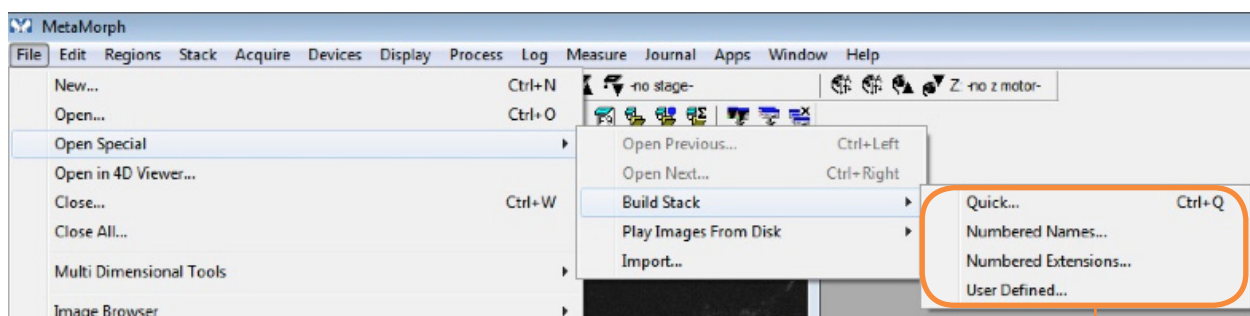 MetaMorph
File Edit Regions Stack Acquire Devices Display Process Log Measure Journal Apps Window Help
New... Ctrl+N
-no stage- Z: -no z motor-
Open... Ctrl+O
Open Special
Open Previous... Ctrl+Left
Open in 4D Viewer...
Open Next... Ctrl+Right
Close... Ctrl+W
Build Stack
Quick... Ctrl+Q
Close All...
Play Images From Disk
Numbered Names...
Multi Dimensional Tools
Import...
Numbered Extensions...
User Defined...
Image Browser